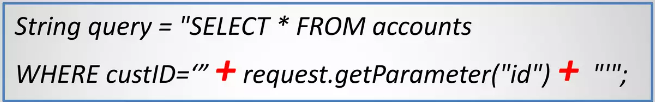 String query = "SELECT * FROM accounts
WHERE custID=‘” + request.getParameter("id") + "'";